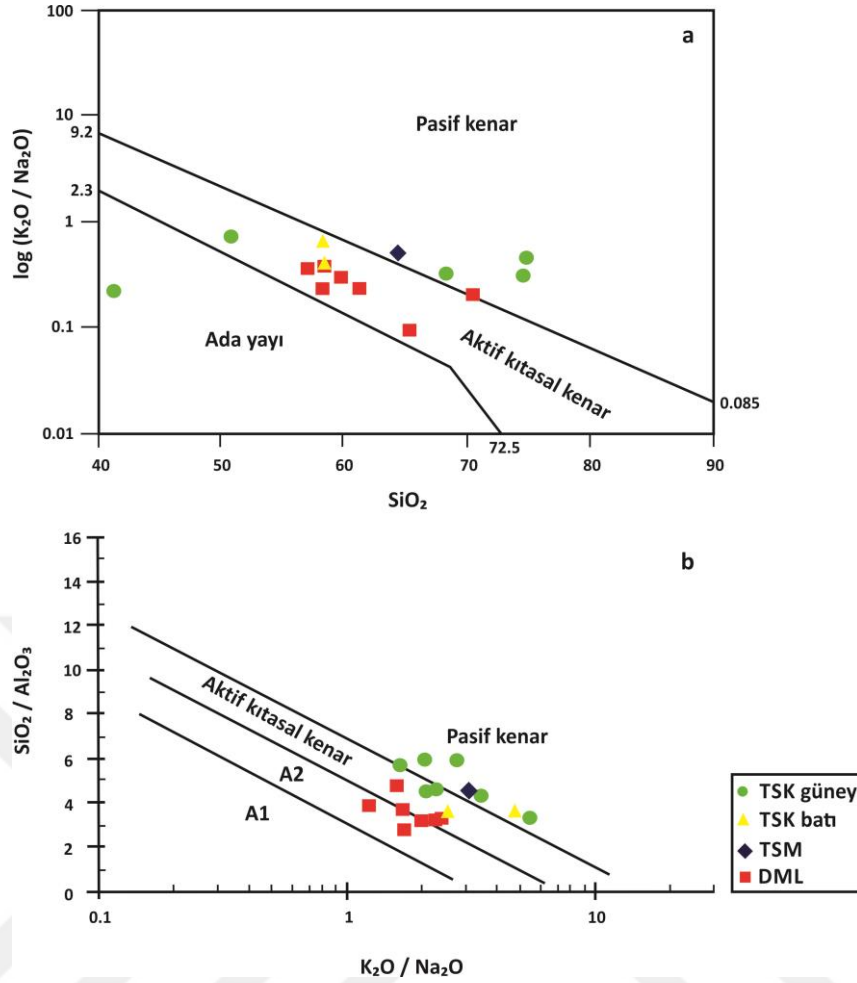 a
100
10
9.2
2.3
1
0.1
0.01
log (K₂O / Na₂O)
Pasif kenar
Ada yayı
Aktif kıtasal kenar
0.085
72.5
40
50
60
70
80
90
SiO₂
b
16
14
12
10
8
6
4
2
0
SiO₂ / Al₂O₃
Aktif kıtasal kenar
Pasif kenar
A2
A1
0.1
1
10
K₂O / Na₂O
TSK güney
TSK batı
TSM
DML